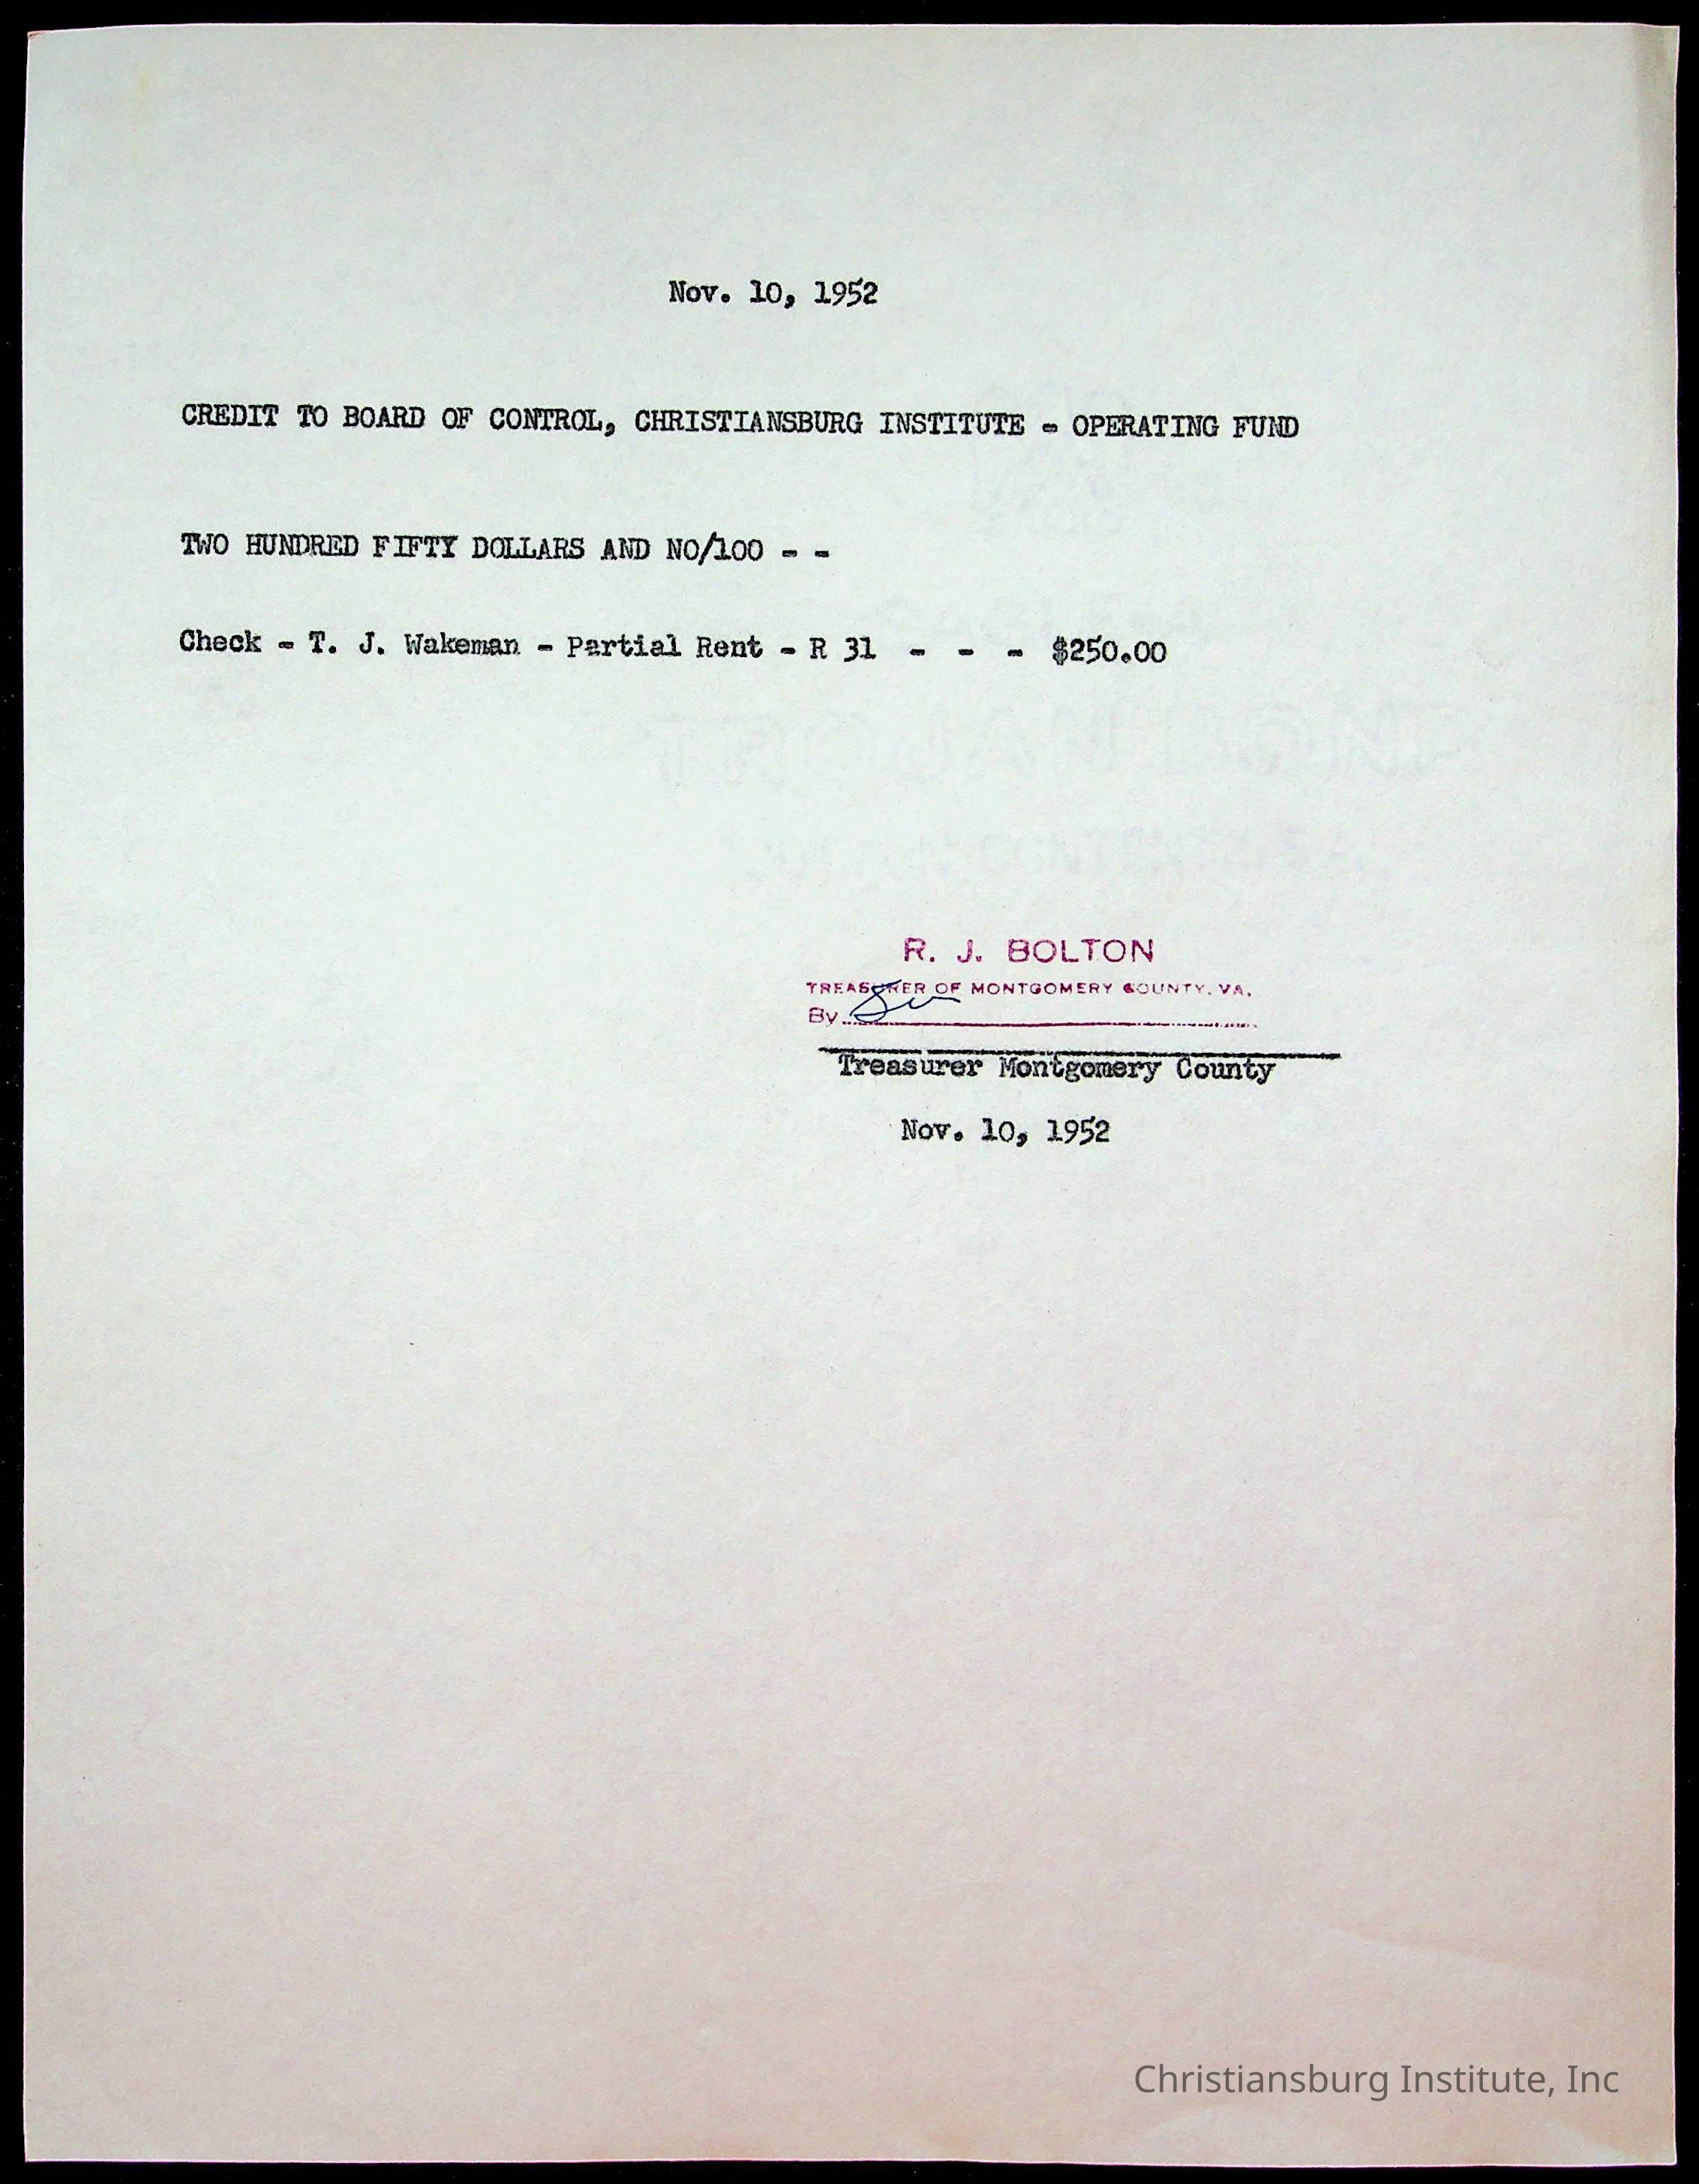 Nov. 10, 1952
CREDIT TO BOARD OF CONTROL, CHRISTIANSBURG INSTITUTE - OPERATING FUND
TWO HUNDRED FIFTY DOLLARS AND NO/100 - -
Check - T. J. Wakeman - Partial Rent - R 31 - - - $250.00
R. J. BOLTON
TREASURER OF MONTGOMERY COUNTY, VA.
By
Treasurer Montgomery County
Nov. 10, 1952
Christiansburg Institute, Inc